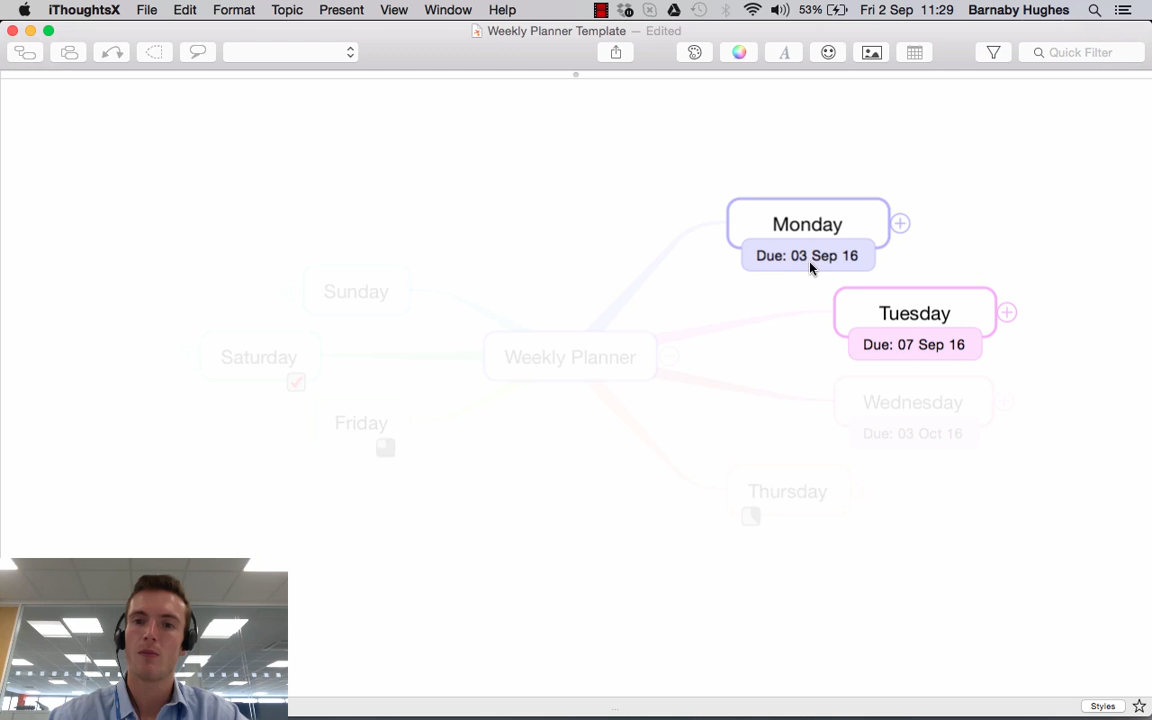 iThoughtsX File Edit Format Topic Present View Window Help 53% Fri 2 Sep 11:29 Barnaby Hughes
Weekly Planner Template — Edited
A
Quick Filter
Monday
Due: 03 Sep 16
Tuesday
Due: 07 Sep 16
Sunday
Saturday
Weekly Planner
Wednesday
Due: 03 Oct 16
Friday
Thursday
Styles